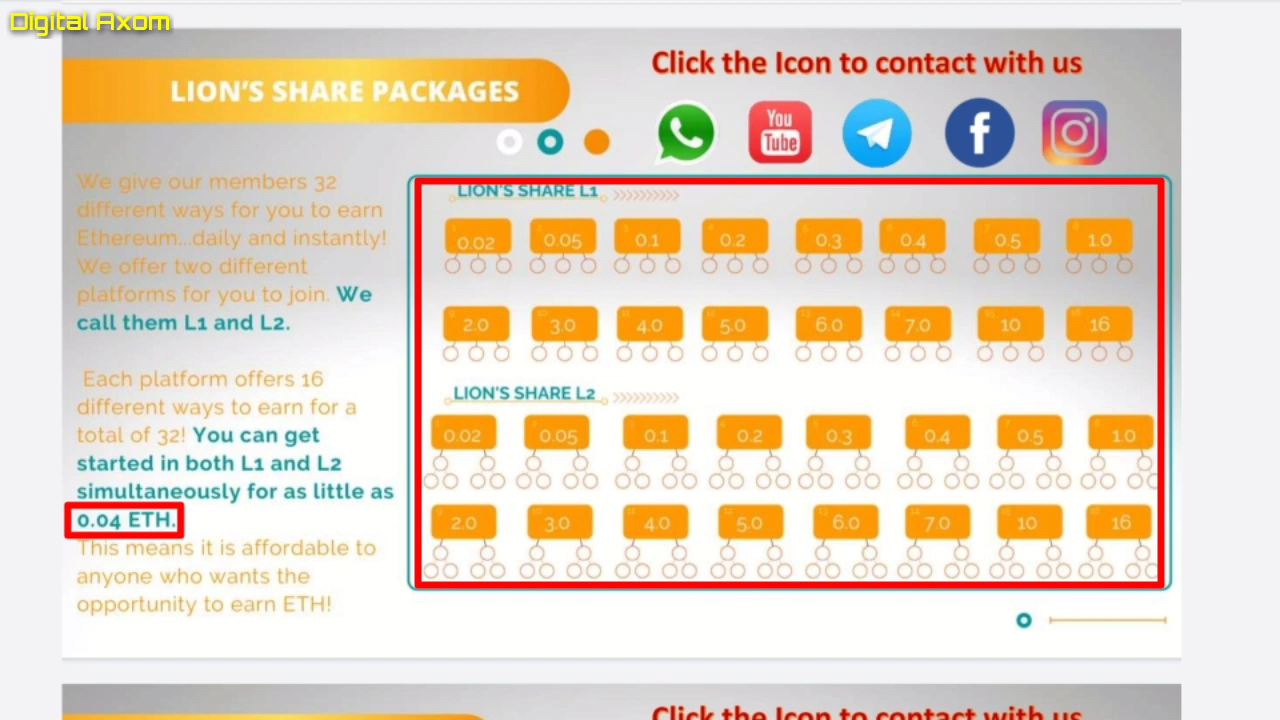 Digital Axom
Click the Icon to contact with us
LION'S SHARE PACKAGES
You
Tube
We give our members 32
different ways for you to earn
Ethereum...daily and instantly!
We offer two different
platforms for you to join. We
call them L1 and L2.
Each platform offers 16
different ways to earn for a
total of 32! You can get
started in both L1 and L2
simultaneously for as little as
0.04 ETH.
This means it is affordable to
anyone who wants the
opportunity to earn ETH!
LION'S SHARE L1
0.02 0.05 0.1 0.2 0.3 0.4 0.5 1.0
2.0 3.0 4.0 5.0 6.0 7.0 10 16
LION'S SHARE L2
0.02 0.05 0.1 0.2 0.3 0.4 0.5 1.0
2.0 3.0 4.0 5.0 6.0 7.0 10 16
Click the Icon to contact with us